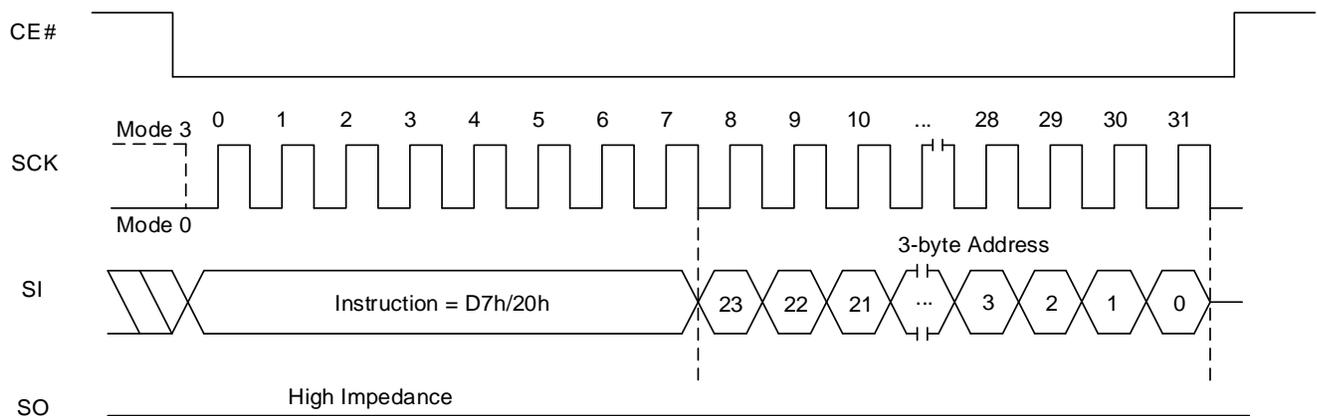 CE#
Mode 3
0 1 2 3 4 5 6 7 8 9 10 ... 28 29 30 31
SCK
Mode 0
3-byte Address
SI
Instruction = D7h/20h
23 22 21 ... 3 2 1 0
High Impedance
SO